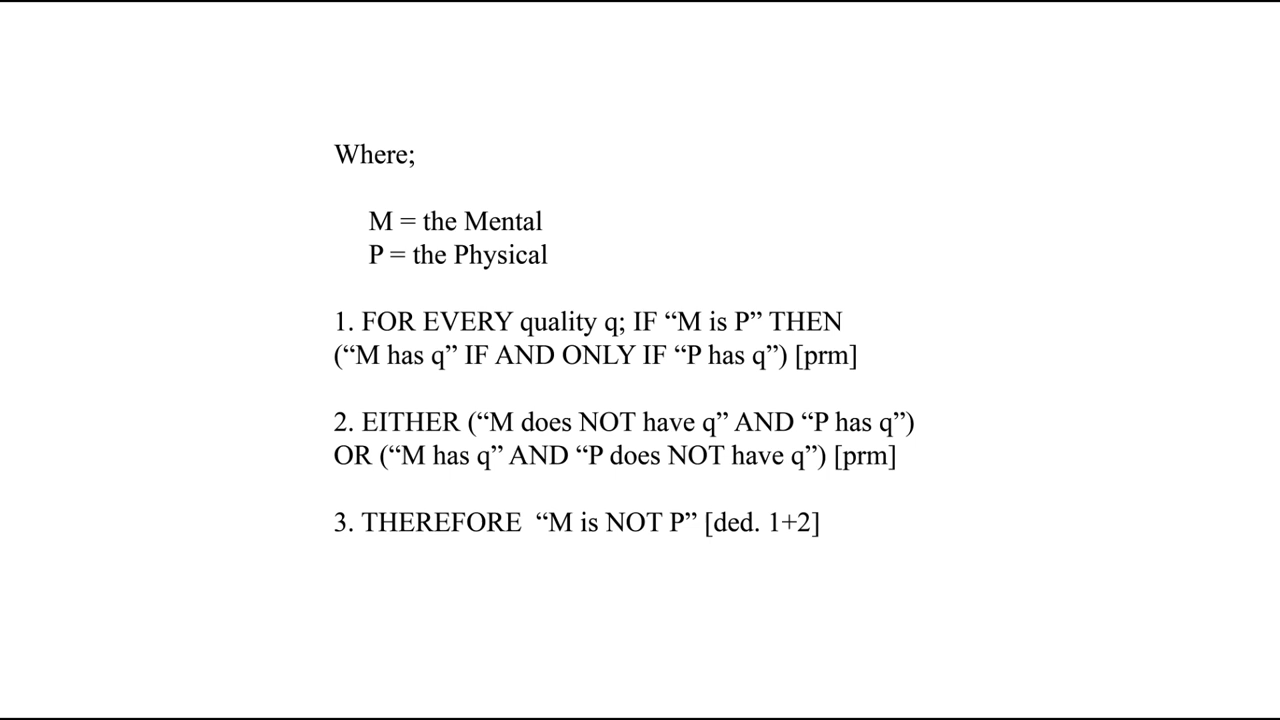 Where;
M = the Mental
P = the Physical
1. FOR EVERY quality q; IF “M is P” THEN
(“M has q” IF AND ONLY IF “P has q”) [prm]
2. EITHER (“M does NOT have q” AND “P has q”)
OR (“M has q” AND “P does NOT have q”) [prm]
3. THEREFORE “M is NOT P” [ded. 1+2]